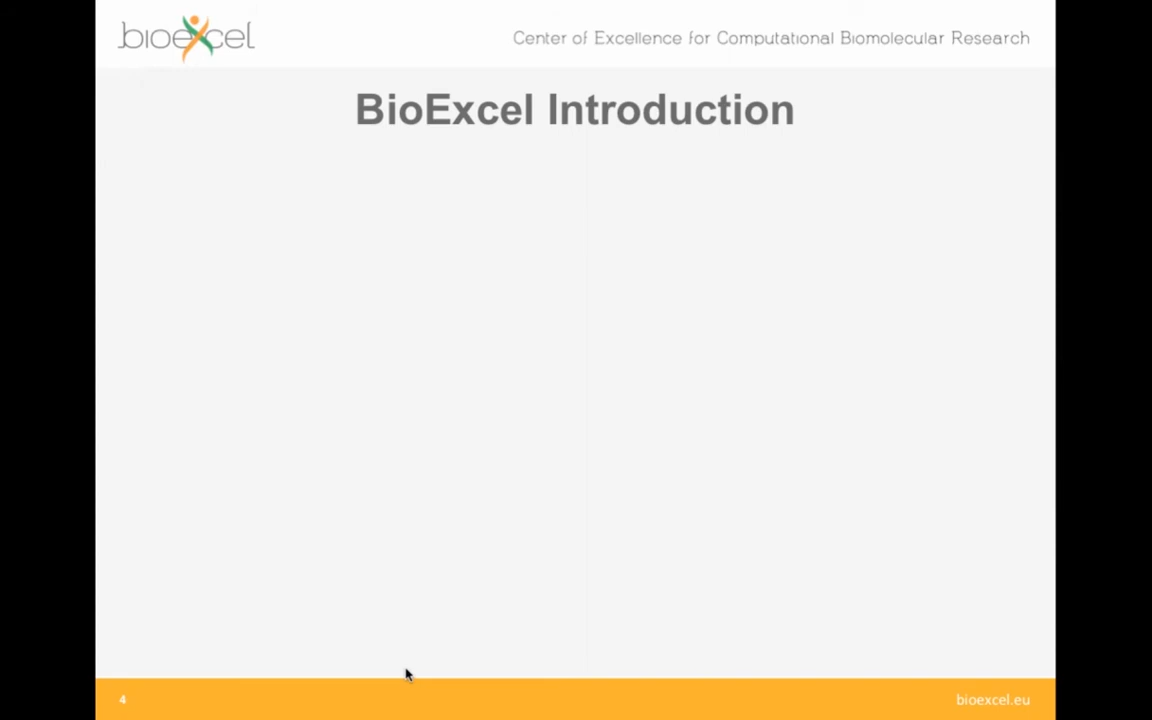 bioexcel
Center of Excellence for Computational Biomolecular Research
BioExcel Introduction
4
bioexcel.eu